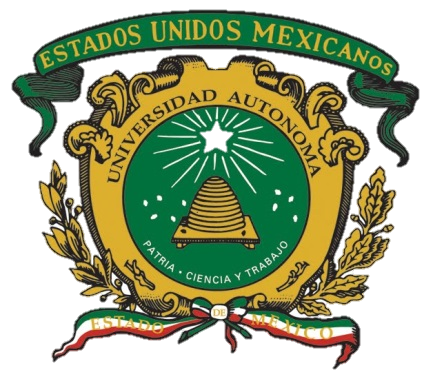 ESTADOS UNIDOS MEXICANOS
UNIVERSIDAD AUTONOMA
PATRIA • CIENCIA Y TRABAJO
ESTADO DE MEXICO